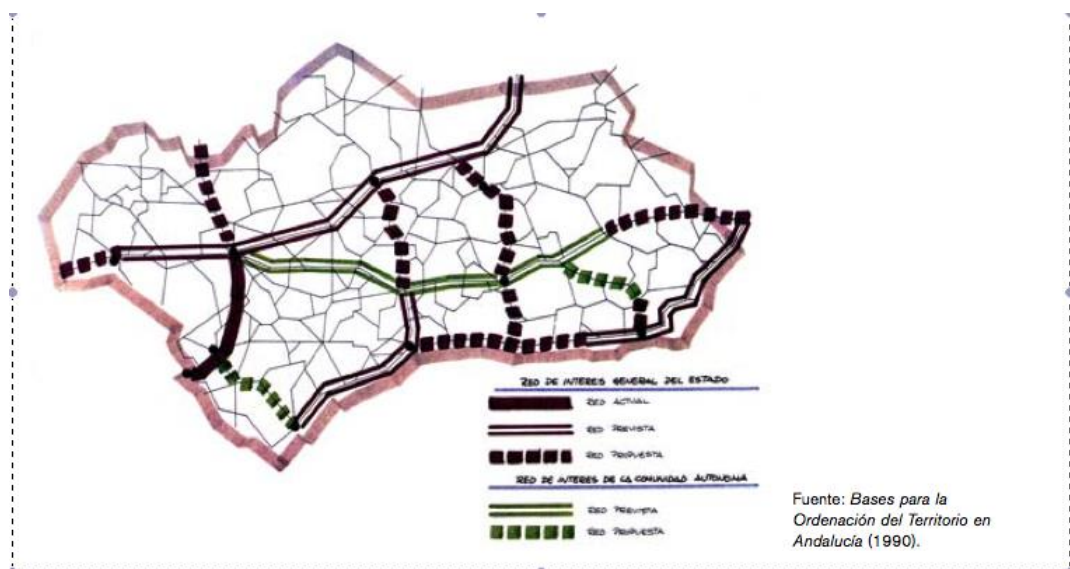 RED DE INTERES GENERAL DEL ESTADO
RED ACTUAL
RED PREVISTA
RED PROPUESTA
RED DE INTERES DE LA COMUNIDAD AUTONOMA
RED PREVISTA
RED PROPUESTA
Fuente: Bases para la
Ordenación del Territorio en
Andalucía (1990).